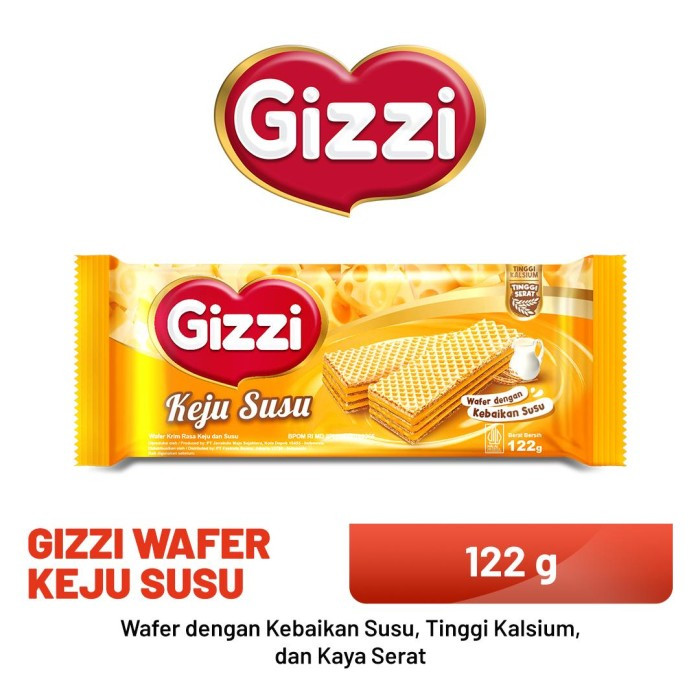 Gizzi
TINGGI
KALSIUM
TINGGI
SERAT
Gizzi
Keju Susu
Wafer dengan
Kebaikan Susu
Wafer Krim Rasa Keju dan Susu
BPOM RI MD
Berat Bersih
122g
GIZZI WAFER
KEJU SUSU
122 g
Wafer dengan Kebaikan Susu, Tinggi Kalsium,
dan Kaya Serat